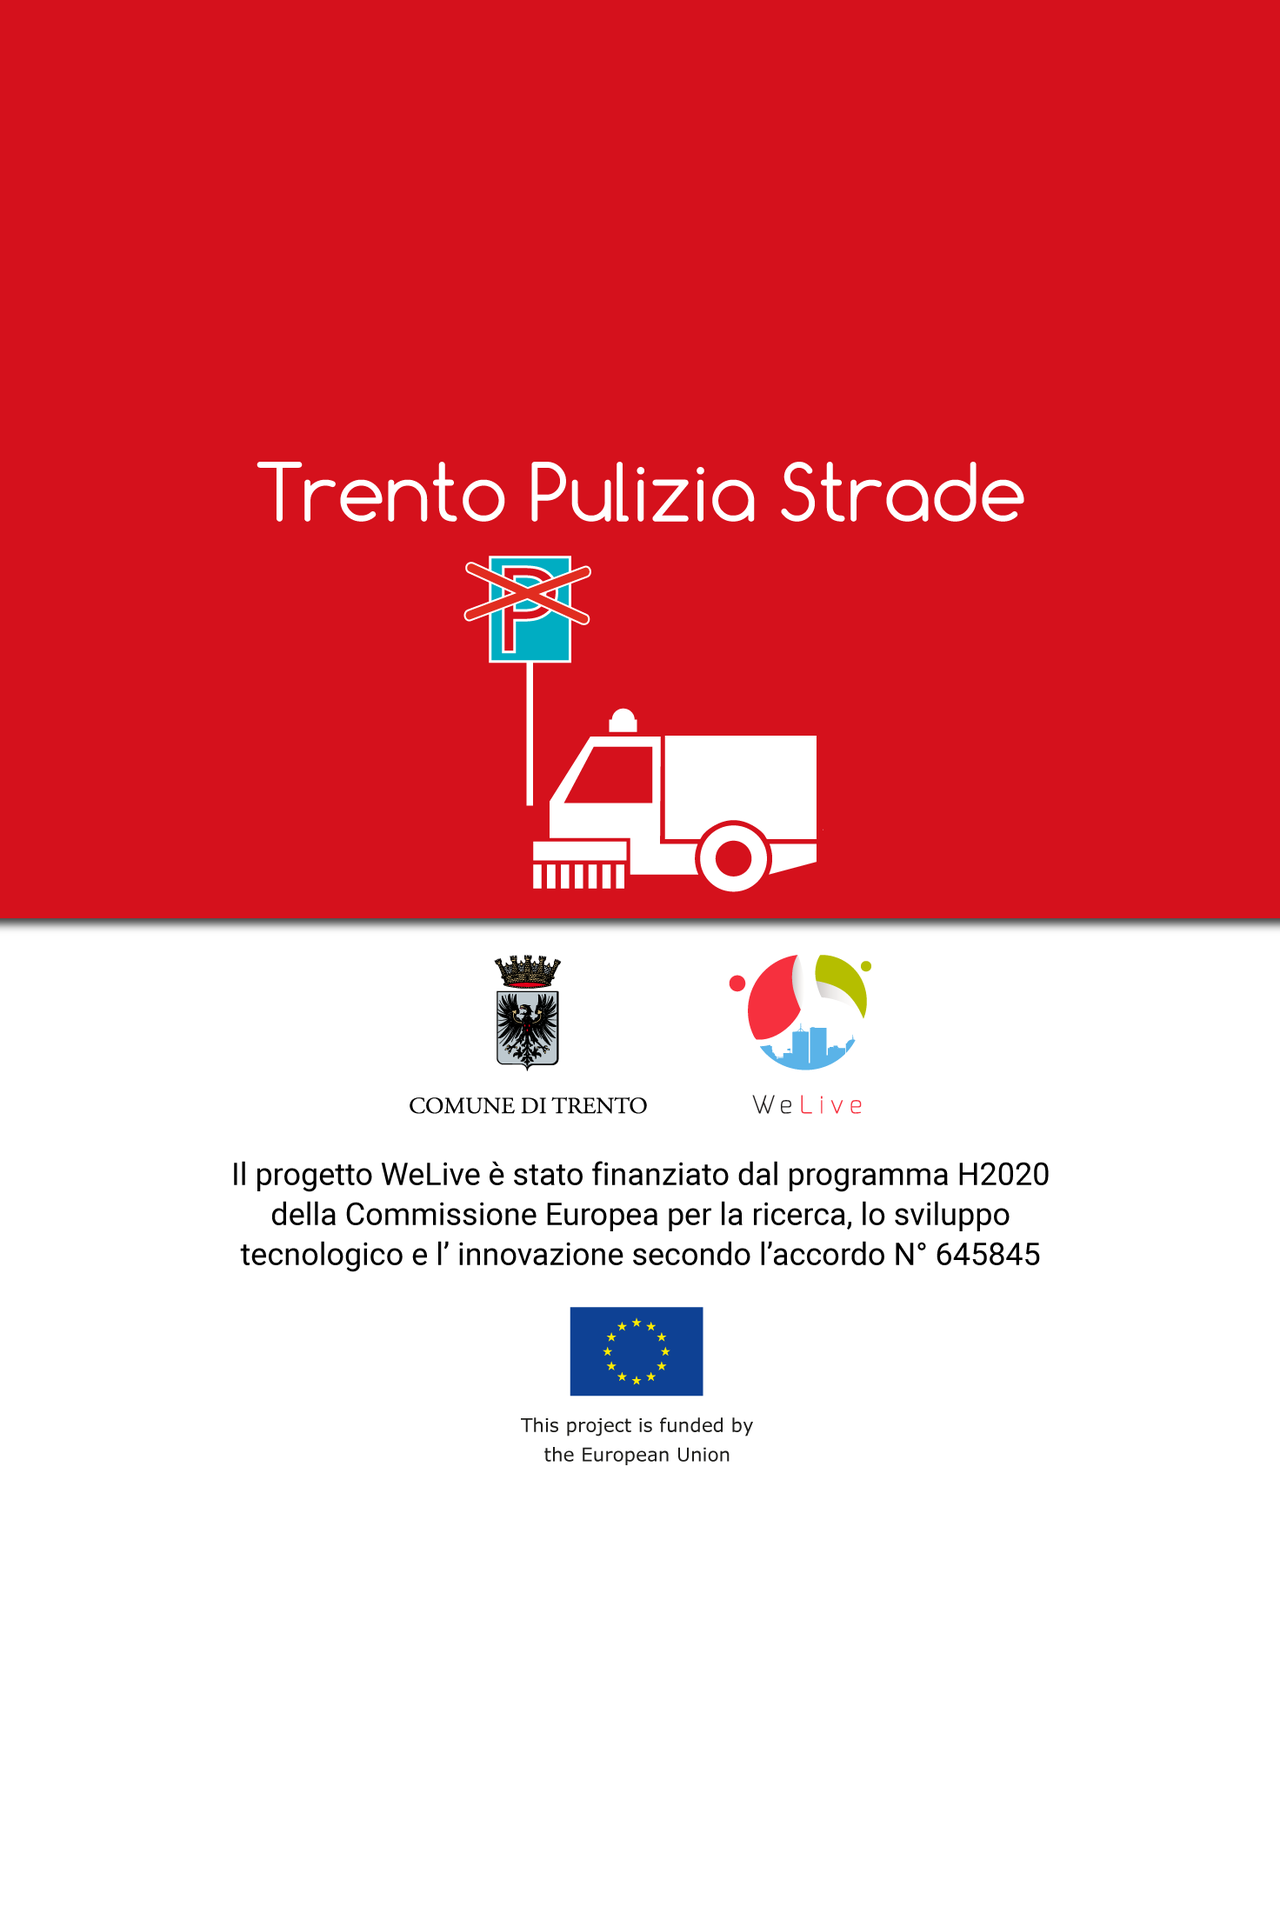 Trento Pulizia Strade
P
COMUNE DI TRENTO
WeLive
Il progetto WeLive è stato finanziato dal programma H2020
della Commissione Europea per la ricerca, lo sviluppo
tecnologico e l’ innovazione secondo l’accordo N° 645845
This project is funded by
the European Union